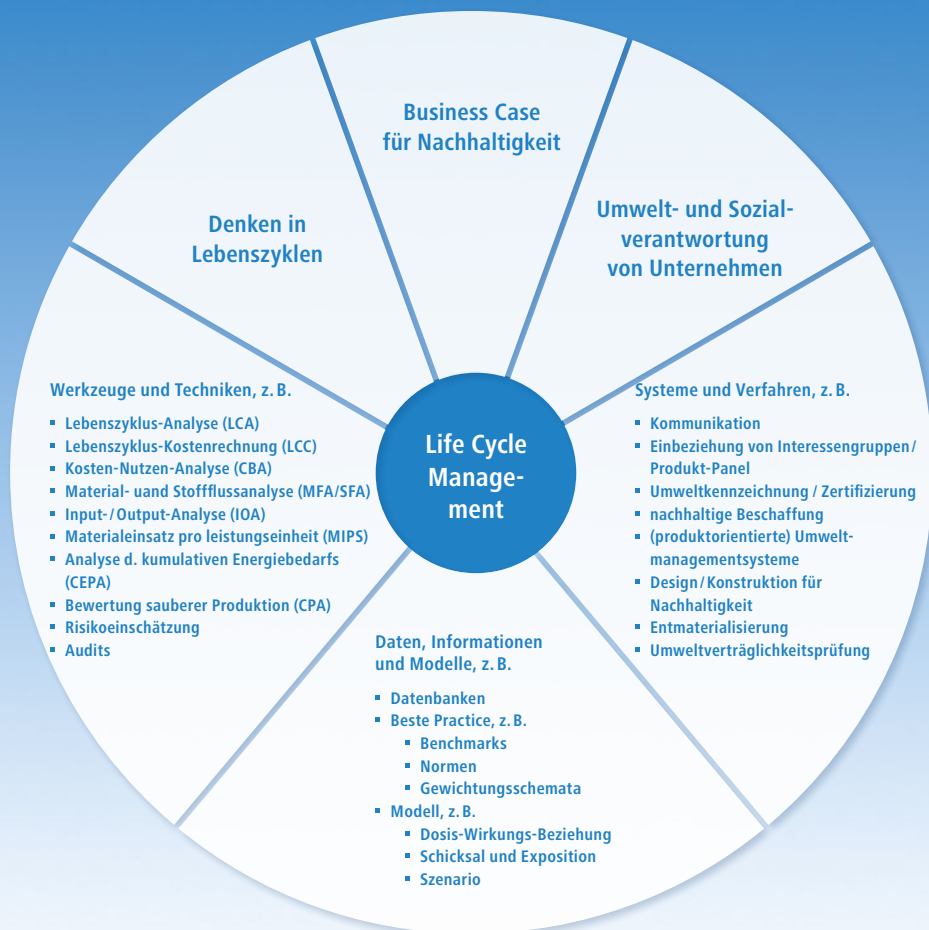 Business Case
für Nachhaltigkeit
Denken in
Lebenszyklen
Umwelt- und Sozial-
verantwortung
von Unternehmen
Werkzeuge und Techniken, z. B.
▪ Lebenszyklus-Analyse (LCA)
▪ Lebenszyklus-Kostenrechnung (LCC)
▪ Kosten-Nutzen-Analyse (CBA)
▪ Material- uand Stoffflussanalyse (MFA/SFA)
▪ Input- / Output-Analyse (IOA)
▪ Materialeinsatz pro leistungseinheit (MIPS)
▪ Analyse d. kumulativen Energiebedarfs
(CEPA)
▪ Bewertung sauberer Produktion (CPA)
▪ Risikoeinschätzung
▪ Audits
Life Cycle
Manage-
ment
Systeme und Verfahren, z. B.
▪ Kommunikation
▪ Einbeziehung von Interessengruppen /
Produkt-Panel
▪ Umweltkennzeichnung / Zertifizierung
▪ nachhaltige Beschaffung
▪ (produktorientierte) Umwelt-
managementsysteme
▪ Design / Konstruktion für
Nachhaltigkeit
▪ Entmaterialisierung
▪ Umweltverträglichkeitsprüfung
Daten, Informationen
und Modelle, z. B.
▪ Datenbanken
▪ Beste Practice, z. B.
▪ Benchmarks
▪ Normen
▪ Gewichtungsschemata
▪ Modell, z. B.
▪ Dosis-Wirkungs-Beziehung
▪ Schicksal und Exposition
▪ Szenario